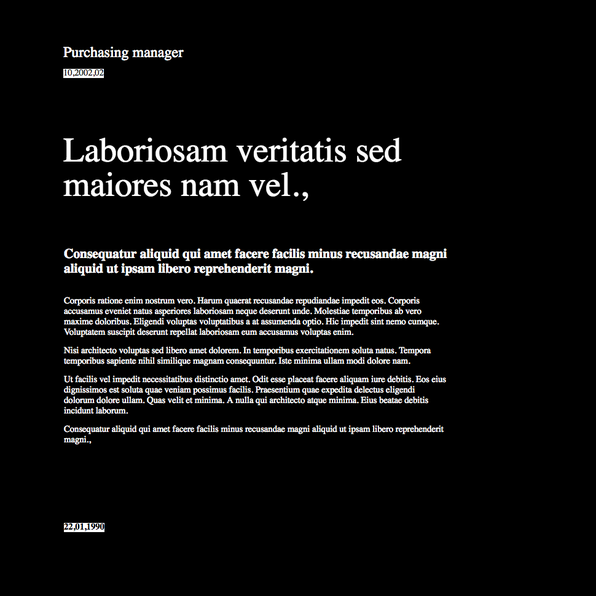 Purchasing manager
10,2002,02
Laboriosam veritatis sed
maiores nam vel.,
Consequatur aliquid qui amet facere facilis minus recusandae magni
aliquid ut ipsam libero reprehenderit magni.
Corporis ratione enim nostrum vero. Harum quaerat recusandae repudiandae impedit eos. Corporis
accusamus eveniet natus asperiores laboriosam neque deserunt unde. Molestiae temporibus ab vero
maxime doloribus. Eligendi voluptas voluptatibus a at assumenda optio. Hic impedit sint nemo cumque.
Voluptatem suscipit deserunt repellat laboriosam eum accusamus voluptas enim.
Nisi architecto voluptas sed libero amet dolorem. In temporibus exercitationem soluta natus. Tempora
temporibus sapiente nihil similique magnam consequuntur. Iste minima ullam modi dolore nam.
Ut facilis vel impedit necessitatibus distinctio amet. Odit esse placeat facere aliquam iure debitis. Eos eius
dignissimos est soluta quae veniam possimus facilis. Praesentium quae expedita delectus eligendi
dolorum dolore ullam. Quas velit et minima. A nulla qui architecto atque minima. Eius beatae debitis
incidunt laborum.
Consequatur aliquid qui amet facere facilis minus recusandae magni aliquid ut ipsam libero reprehenderit
magni.,
22,01,1990